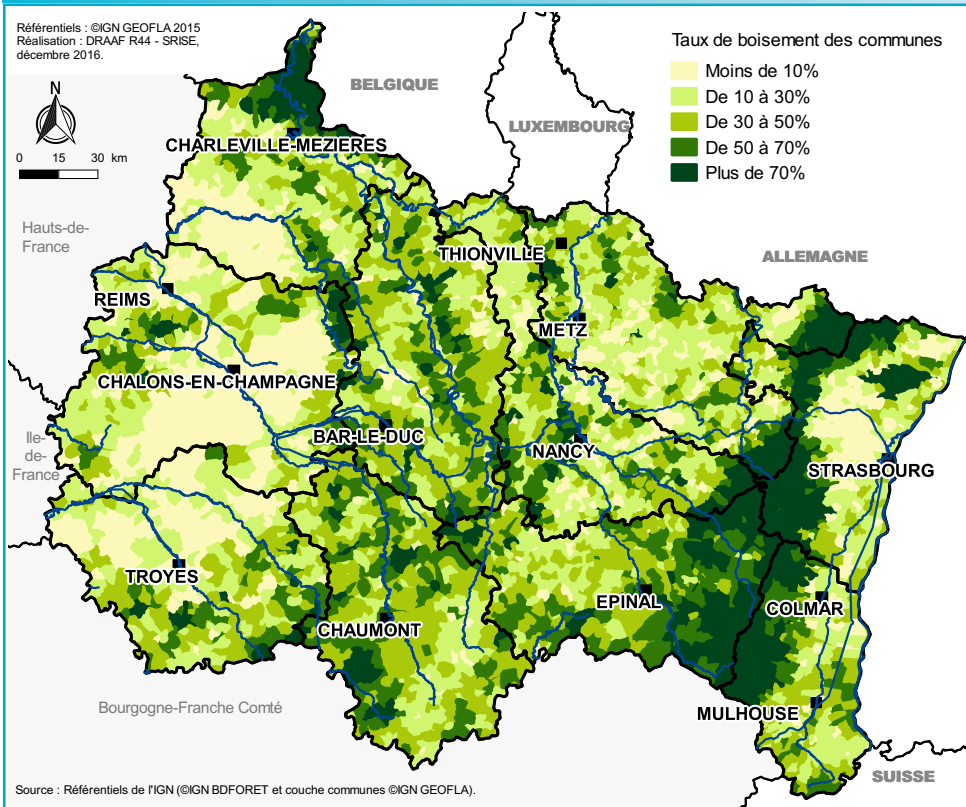 Référentiels : ©IGN GEOFLA 2015
Réalisation : DRAAF R44 - SRISE,
décembre 2016.
N
0 15 30 km
Taux de boisement des communes
Moins de 10%
De 10 à 30%
De 30 à 50%
De 50 à 70%
Plus de 70%
BELGIQUE
LUXEMBOURG
CHARLEVILLE-MEZIERES
Hauts-de-
France
THIONVILLE
ALLEMAGNE
REIMS
METZ
CHALONS-EN-CHAMPAGNE
BAR-LE-DUC
NANCY
Ile-
de-
France
STRASBOURG
TROYES
EPINAL
COLMAR
CHAUMONT
Bourgogne-Franche Comté
MULHOUSE
SUISSE
Source : Référentiels de l'IGN (©IGN BDFORET et couche communes ©IGN GEOFLA).